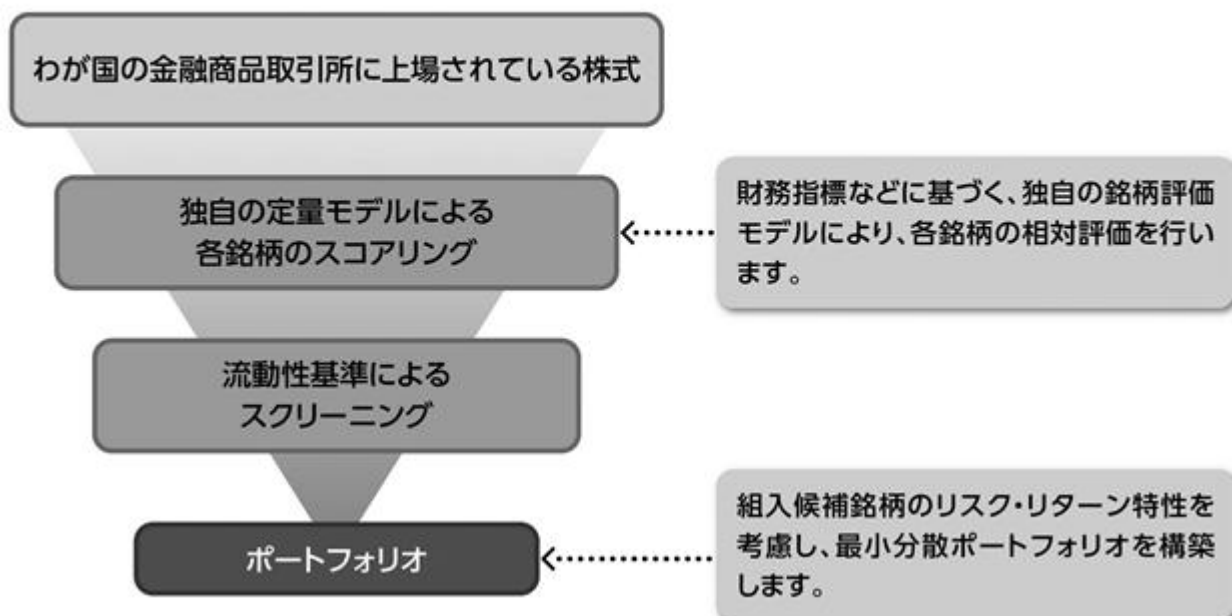 わが国の金融商品取引所に上場されている株式
独自の定量モデルによる
各銘柄のスコアリング
財務指標などに基づく、独自の銘柄評価
モデルにより、各銘柄の相対評価を行い
ます。
流動性基準による
スクリーニング
ポートフォリオ
組入候補銘柄のリスク・リターン特性を
考慮し、最小分散ポートフォリオを構築
します。